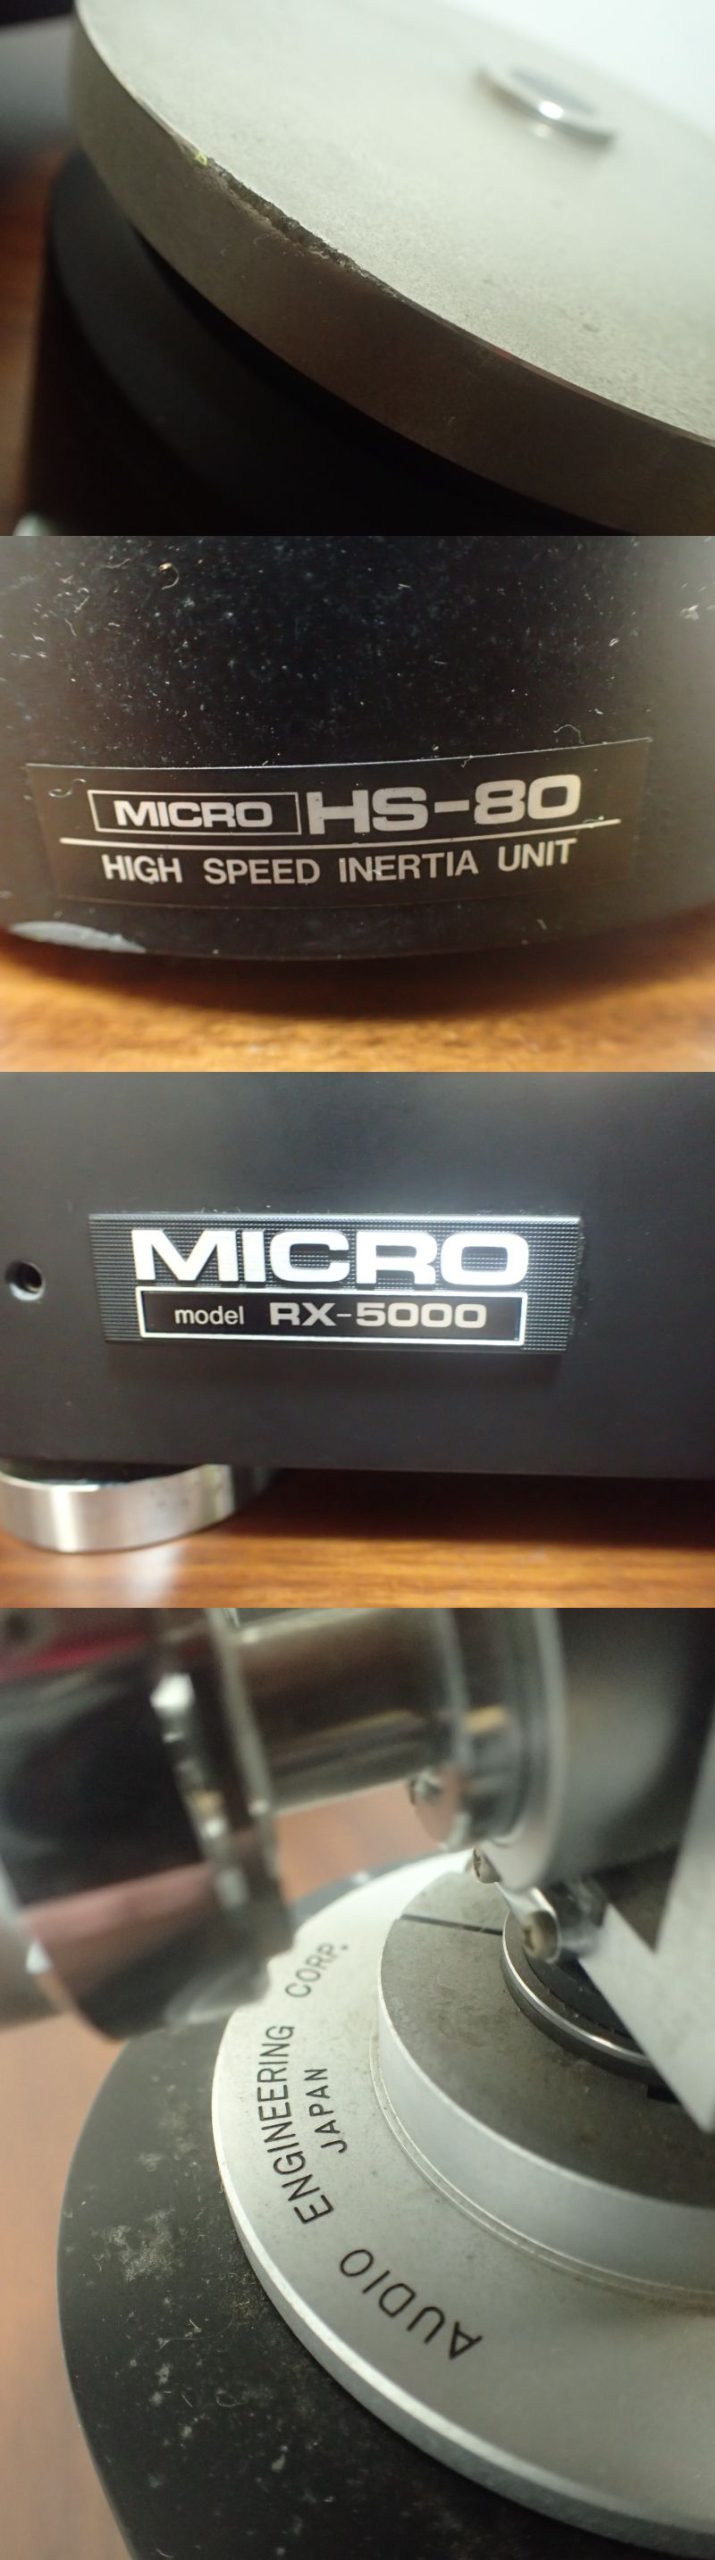 MICRO HS-80
HIGH SPEED INERTIA UNIT
MICRO
model RX-5000
AUDIO ENGINEERING CORP.
JAPAN